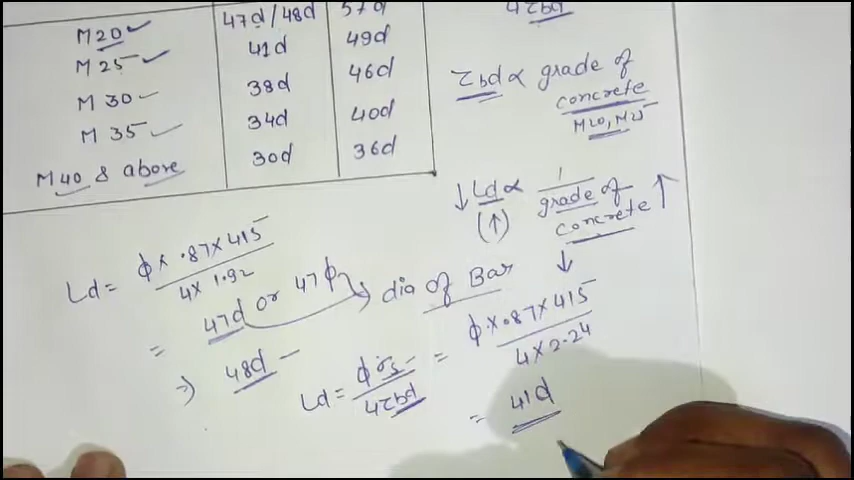 M20 47d/48d 57d
M25 41d 49d
M30 38d 46d
M35 34d 40d
M40 & above 30d 36d
4τbd
τbd ∝ grade of
concrete
M20, M25
↓ Ld ∝ 1
grade of ↑
(↑) concrete
Ld = ϕ × .87 × 415
4 × 1.92
= 47d or 47ϕ → dia of Bar
⇒ 48d
Ld = ϕσs = ϕ × .87 × 415
4τbd 4 × 2.24
= 41d